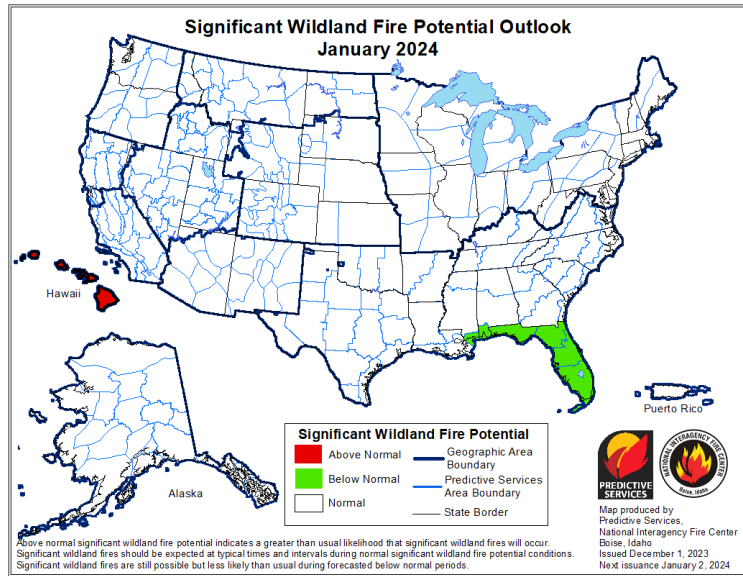 Significant Wildland Fire Potential Outlook
January 2024
Hawaii
Alaska
Puerto Rico
Significant Wildland Fire Potential
Above Normal
Below Normal
Normal
Geographic Area
Boundary
Predictive Services
Area Boundary
State Border
PREDICTIVE
SERVICES
NATIONAL INTERAGENCY FIRE CENTER
Boise, Idaho
Map produced by
Predictive Services,
National Interagency Fire Center
Boise, Idaho
Issued December 1, 2023
Next issuance January 2, 2024
Above normal significant wildland fire potential indicates a greater than usual likelihood that significant wildland fires will occur.
Significant wildland fires should be expected at typical times and intervals during normal significant wildland fire potential conditions.
Significant wildland fires are still possible but less likely than usual during forecasted below normal periods.